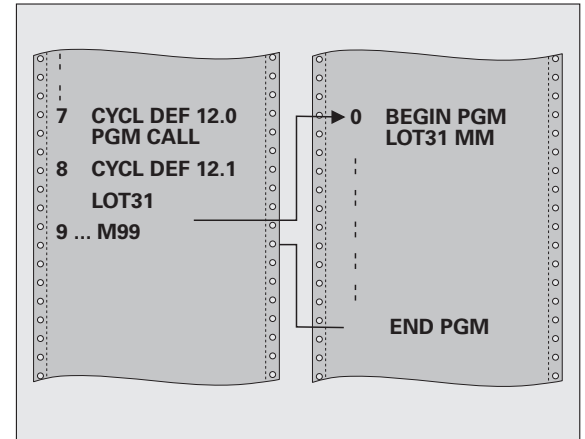 7 CYCL DEF 12.0
PGM CALL
8 CYCL DEF 12.1
LOT31
9 ... M99
0 BEGIN PGM
LOT31 MM
END PGM